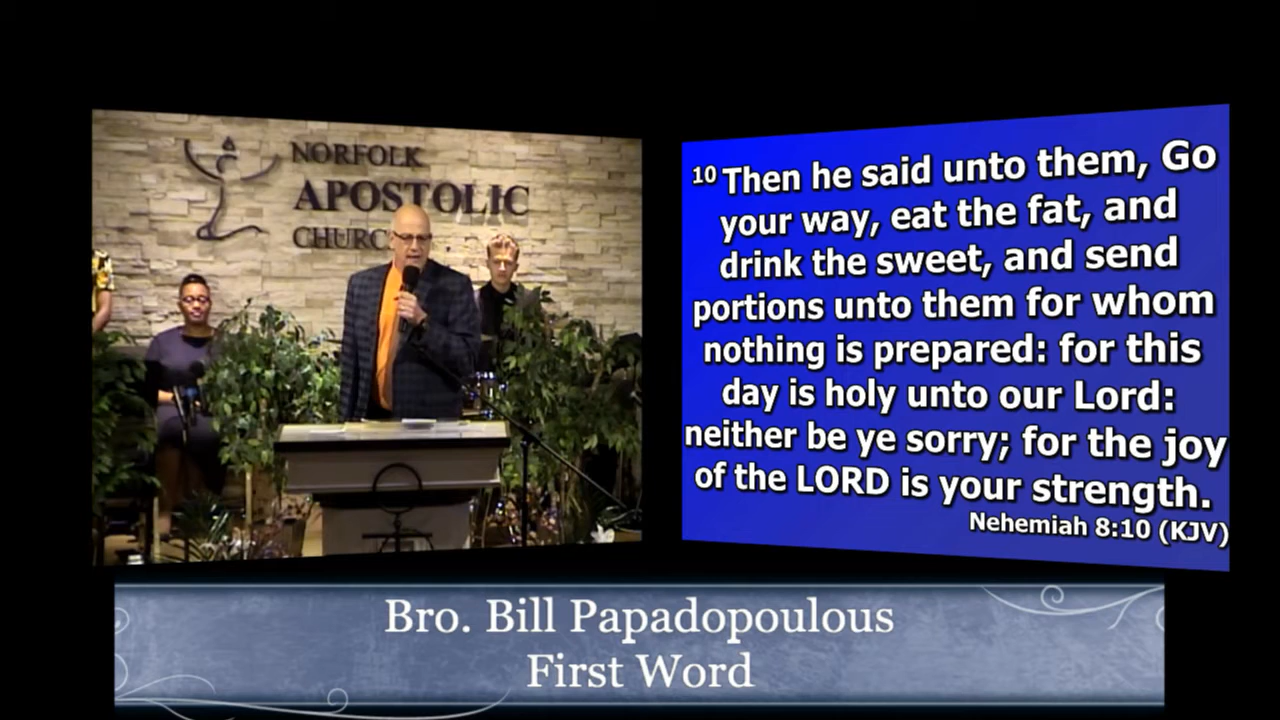 NORFOLK
APOSTOLIC
CHURC
10 Then he said unto them, Go
your way, eat the fat, and
drink the sweet, and send
portions unto them for whom
nothing is prepared: for this
day is holy unto our Lord:
neither be ye sorry; for the joy
of the LORD is your strength.
Nehemiah 8:10 (KJV)
Bro. Bill Papadopoulous
First Word